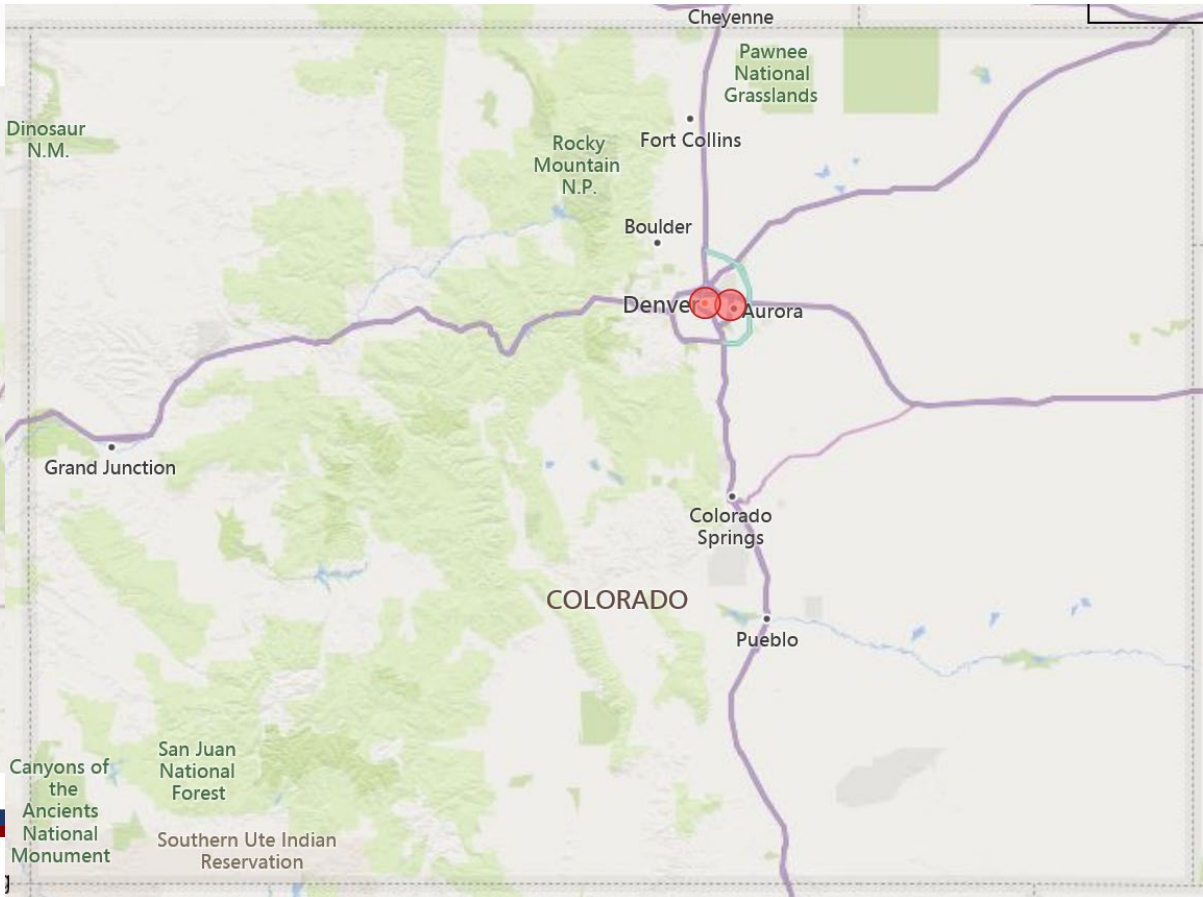 Cheyenne
Pawnee
National
Grasslands
Dinosaur
N.M.
Fort Collins
Rocky
Mountain
N.P.
Boulder
Denver
Aurora
Grand Junction
Colorado
Springs
COLORADO
Pueblo
San Juan
National
Forest
Canyons of
the
Ancients
National
Monument
Southern Ute Indian
Reservation